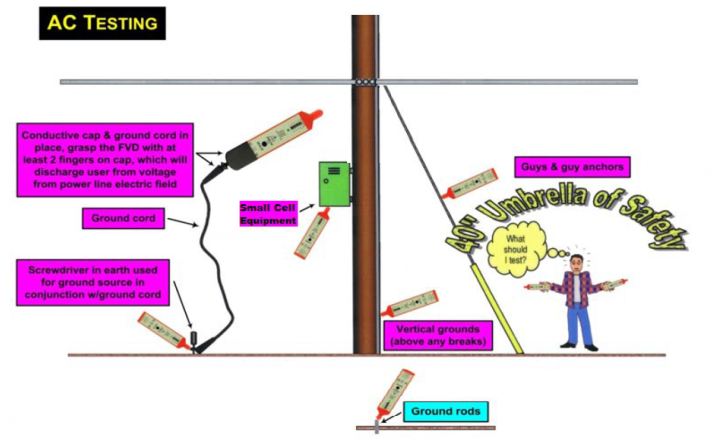 AC TESTING
Conductive cap & ground cord in
place, grasp the FVD with at
least 2 fingers on cap, which will
discharge user from voltage
from power line electric field
Ground cord
Screwdriver in earth used
for ground source in
conjunction w/ground cord
Small Cell
Equipment
Guys & guy anchors
40" Umbrella of Safety
What
should
I test?
Vertical grounds
(above any breaks)
Ground rods